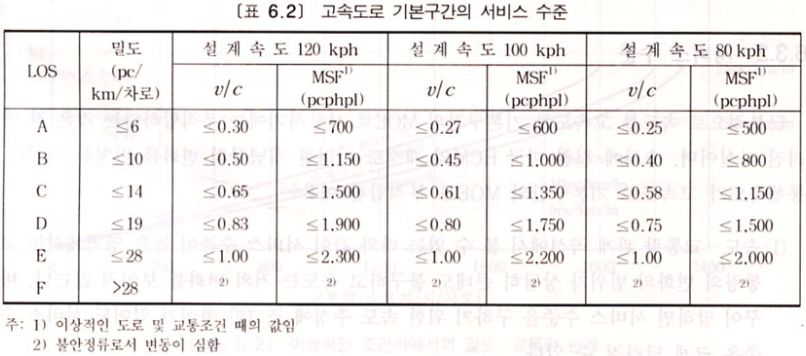 〔표 6.2〕 고속도로 기본구간의 서비스 수준
LOS 밀도 (pc/km/차로) 설계속도 120 kph 설계속도 100 kph 설계속도 80 kph
v/c MSF¹⁾ (pcphpl) v/c MSF¹⁾ (pcphpl) v/c MSF¹⁾ (pcphpl)
A ≤6 ≤0.30 ≤700 ≤0.27 ≤600 ≤0.25 ≤500
B ≤10 ≤0.50 ≤1,150 ≤0.45 ≤1,000 ≤0.40 ≤800
C ≤14 ≤0.65 ≤1,500 ≤0.61 ≤1,350 ≤0.58 ≤1,150
D ≤19 ≤0.83 ≤1,900 ≤0.80 ≤1,750 ≤0.75 ≤1,500
E ≤28 ≤1.00 ≤2,300 ≤1.00 ≤2,200 ≤1.00 ≤2,000
F >28 ²⁾ ²⁾ ²⁾ ²⁾ ²⁾ ²⁾
주: 1) 이상적인 도로 및 교통조건 때의 값임
2) 불안정류로서 변동이 심함